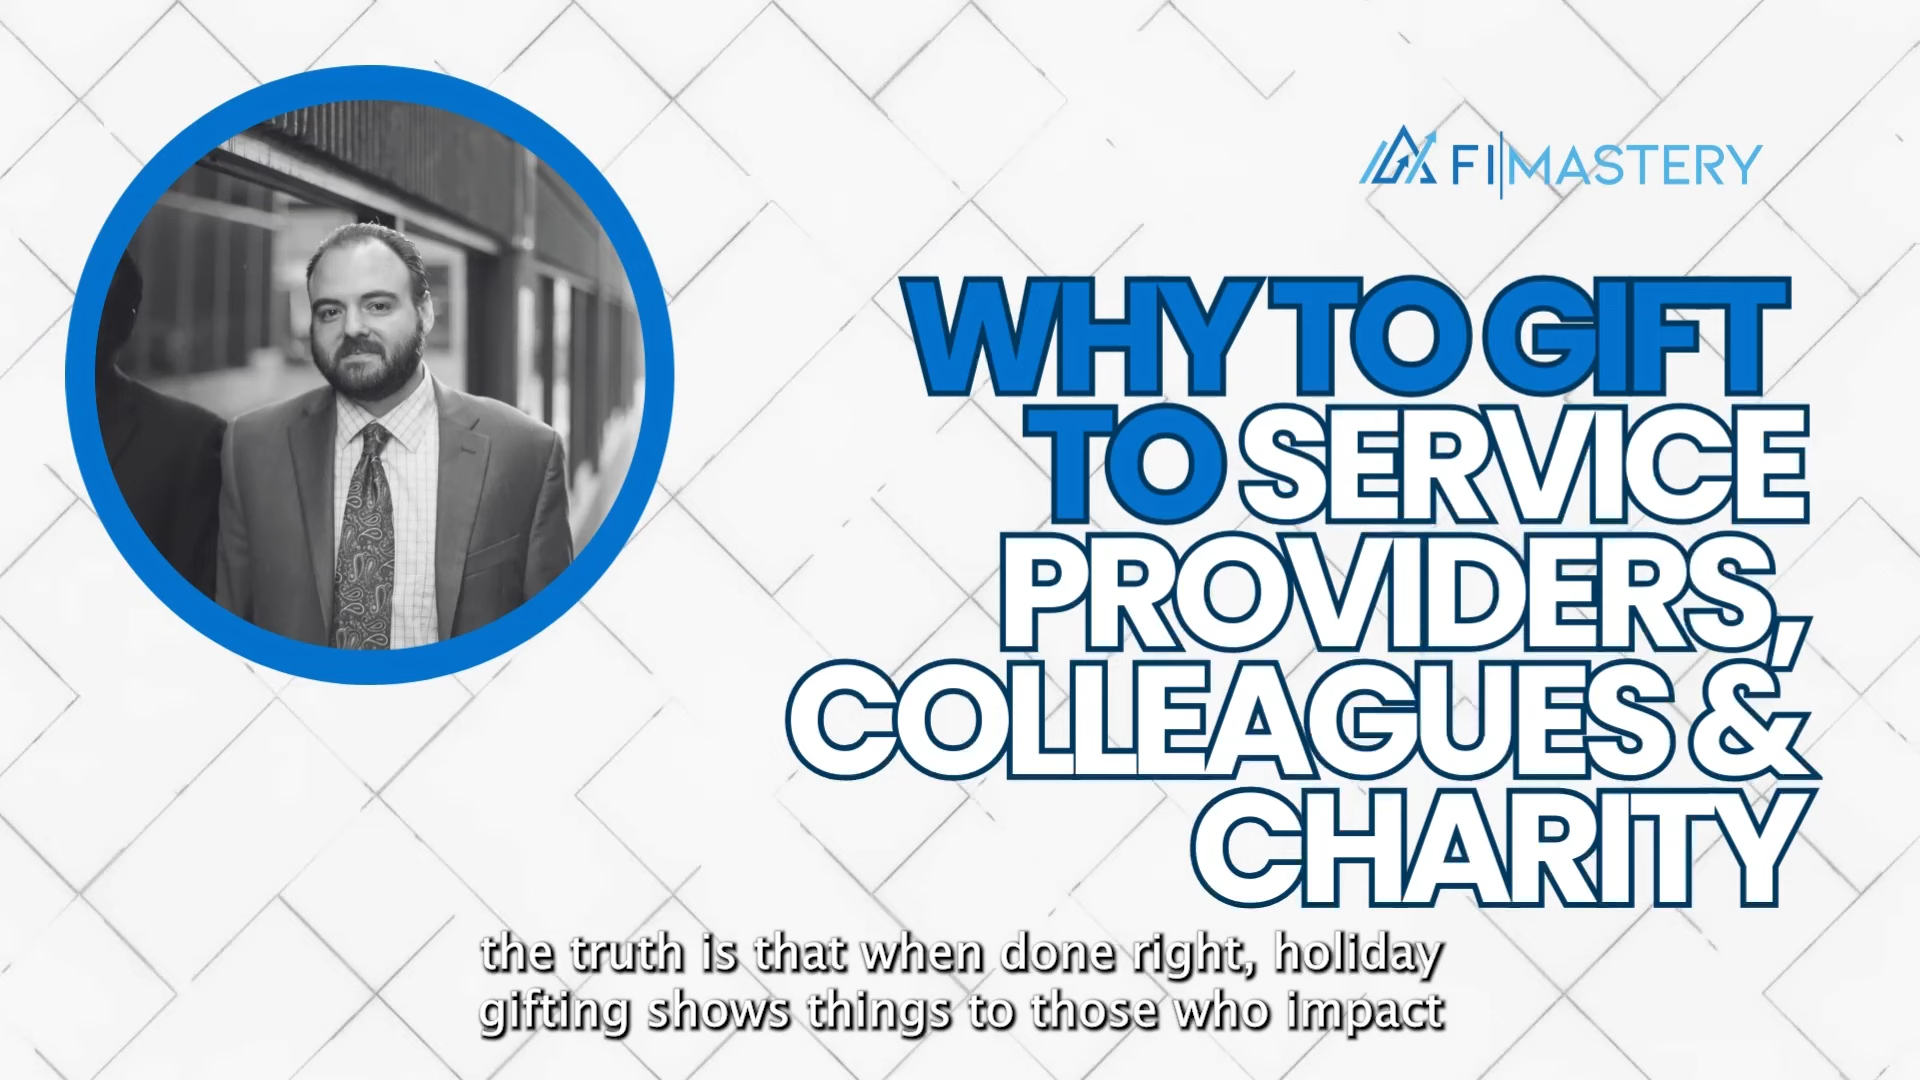 FI|MASTERY
WHY TO GIFT
TO SERVICE
PROVIDERS,
COLLEAGUES &
CHARITY
the truth is that when done right, holiday
gifting shows things to those who impact